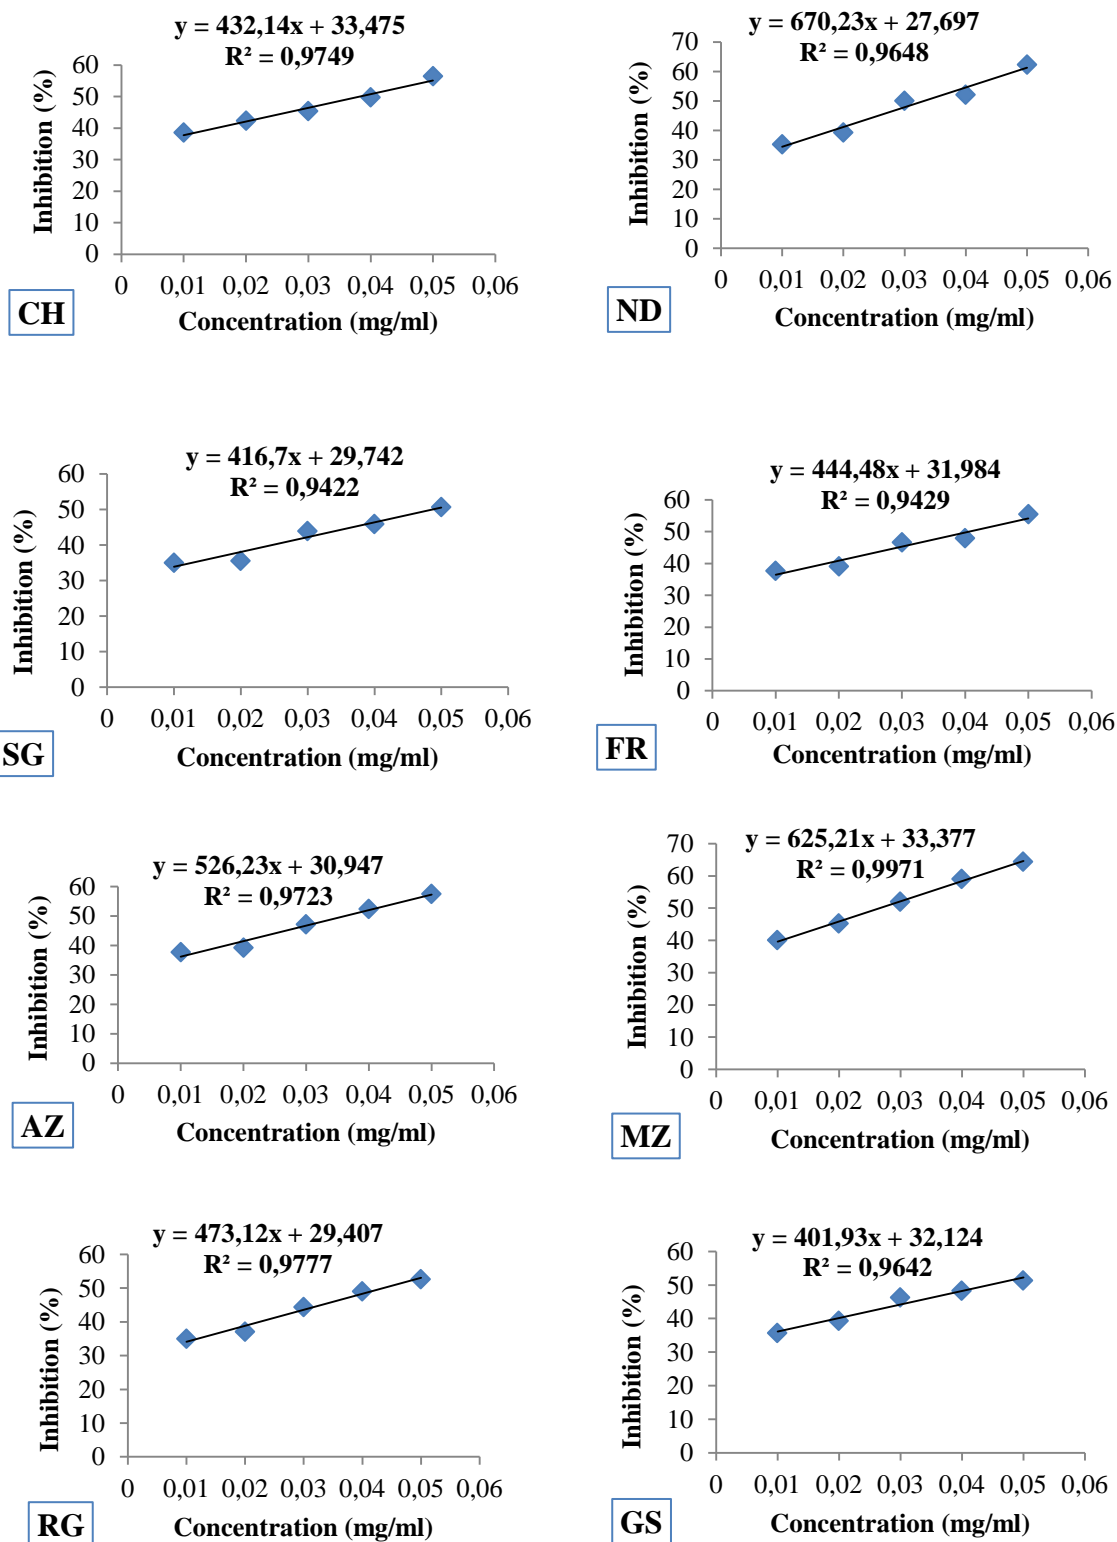 y = 432,14x + 33,475
R² = 0,9749
60
50
40
30
20
10
0
Inhibition (%)
0 0,01 0,02 0,03 0,04 0,05 0,06
Concentration (mg/ml)
CH
y = 670,23x + 27,697
R² = 0,9648
70
60
50
40
30
20
10
0
Inhibition (%)
0 0,01 0,02 0,03 0,04 0,05 0,06
Concentration (mg/ml)
ND
y = 416,7x + 29,742
R² = 0,9422
60
50
40
30
20
10
0
Inhibition (%)
0 0,01 0,02 0,03 0,04 0,05 0,06
Concentration (mg/ml)
SG
y = 444,48x + 31,984
R² = 0,9429
60
50
40
30
20
10
0
Inhibition (%)
0 0,01 0,02 0,03 0,04 0,05 0,06
Concentration (mg/ml)
FR
y = 526,23x + 30,947
R² = 0,9723
60
50
40
30
20
10
0
Inhibition (%)
0 0,01 0,02 0,03 0,04 0,05 0,06
Concentration (mg/ml)
AZ
y = 625,21x + 33,377
R² = 0,9971
70
60
50
40
30
20
10
0
Inhibition (%)
0 0,01 0,02 0,03 0,04 0,05 0,06
Concentration (mg/ml)
MZ
y = 473,12x + 29,407
R² = 0,9777
60
50
40
30
20
10
0
Inhibition (%)
0 0,01 0,02 0,03 0,04 0,05 0,06
Concentration (mg/ml)
RG
y = 401,93x + 32,124
R² = 0,9642
60
50
40
30
20
10
0
Inhibition (%)
0 0,01 0,02 0,03 0,04 0,05 0,06
Concentration (mg/ml)
GS